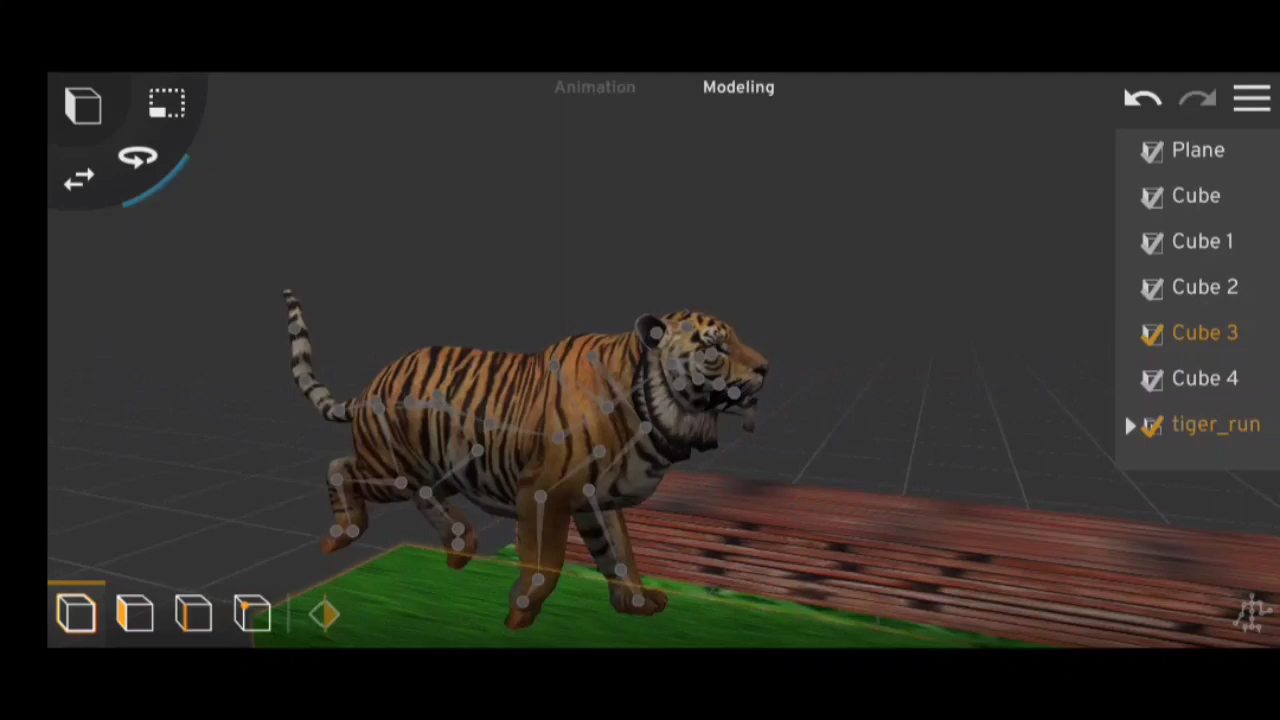 Animation Modeling
Plane
Cube
Cube 1
Cube 2
Cube 3
Cube 4
tiger_run